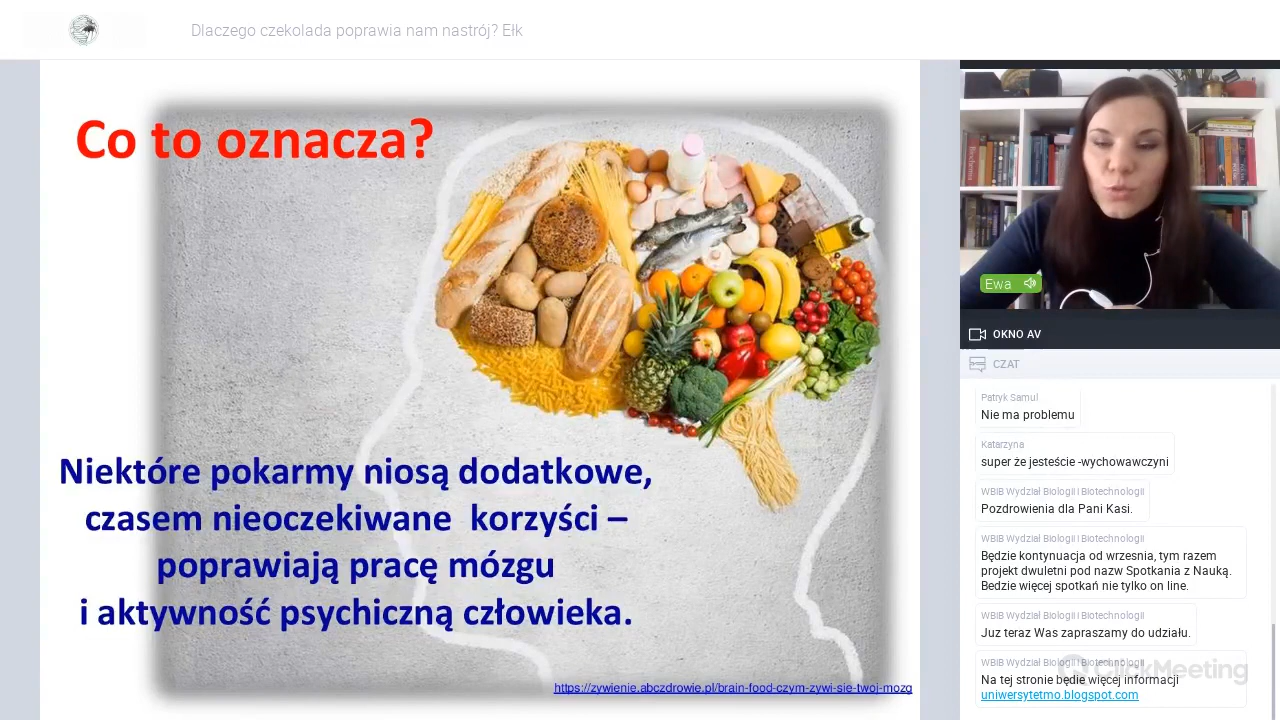 Dlaczego czekolada poprawia nam nastrój? Ełk
Co to oznacza?
Niektóre pokarmy niosą dodatkowe,
czasem nieoczekiwane korzyści –
poprawiają pracę mózgu
i aktywność psychiczną człowieka.
https://zywienie.abczdrowie.pl/brain-food-czym-zywi-sie-twoj-mozg
Biochemia
Ewa
OKNO AV
CZAT
Patryk Samul
Nie ma problemu
Katarzyna
super że jesteście -wychowawczyni
WBiB Wydział Biologii i Biotechnologii
Pozdrowienia dla Pani Kasi.
WBiB Wydział Biologii i Biotechnologii
Będzie kontynuacja od wrzesnia, tym razem
projekt dwuletni pod nazw Spotkania z Nauką.
Bedzie więcej spotkań nie tylko on line.
WBiB Wydział Biologii i Biotechnologii
Juz teraz Was zapraszamy do udziału.
WBiB Wydział Biologii i Biotechnologii
Na tej stronie będie więcej informacji
uniwersytetmo.blogspot.com
ClickMeeting